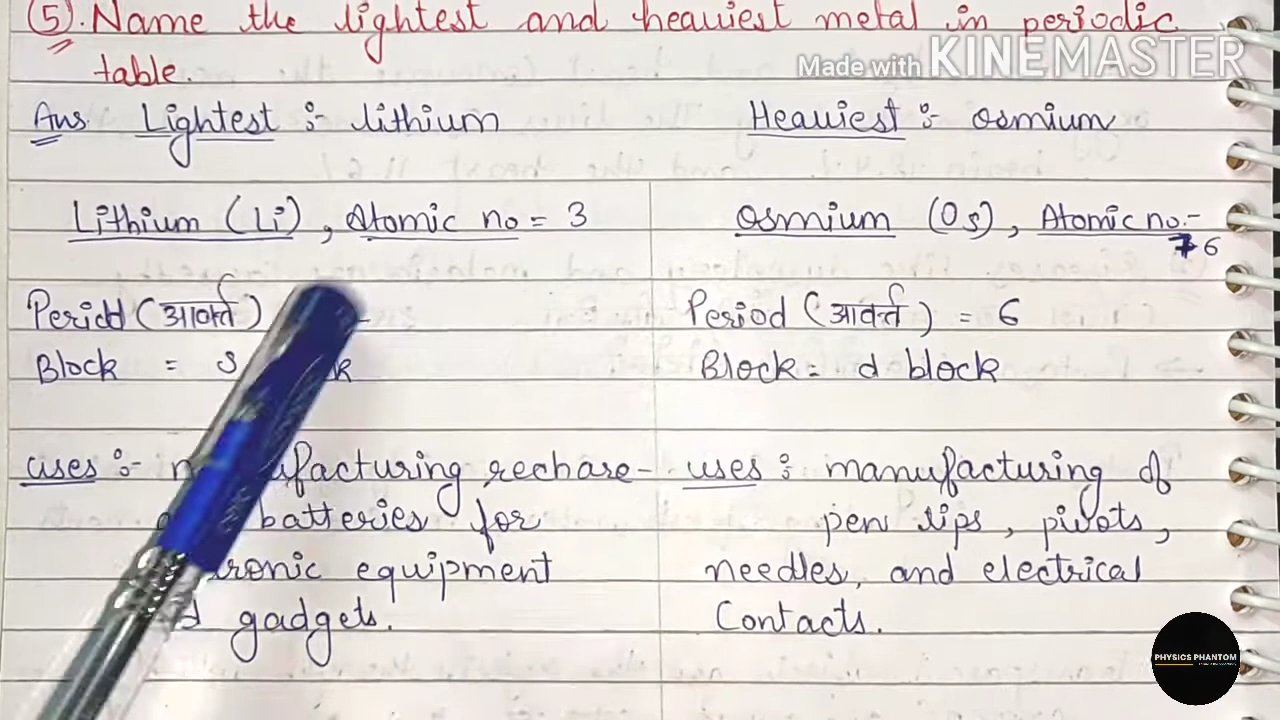 (5). Name the lightest and heaviest metal in periodic
table.
Made with KINEMASTER
Ans. Lightest :- lithium
Heaviest :- osmium
Lithium (Li), Atomic no = 3
Osmium (Os), Atomic no.-
76
Period (आवर्त)
Period (आवर्त) = 6
Block = s
Block = d block
uses :- rechare-
batteries for
equipment
gadgets.
uses : manufacturing of
pen tips, pivots,
needles, and electrical
Contacts.
PHYSICS PHANTOM